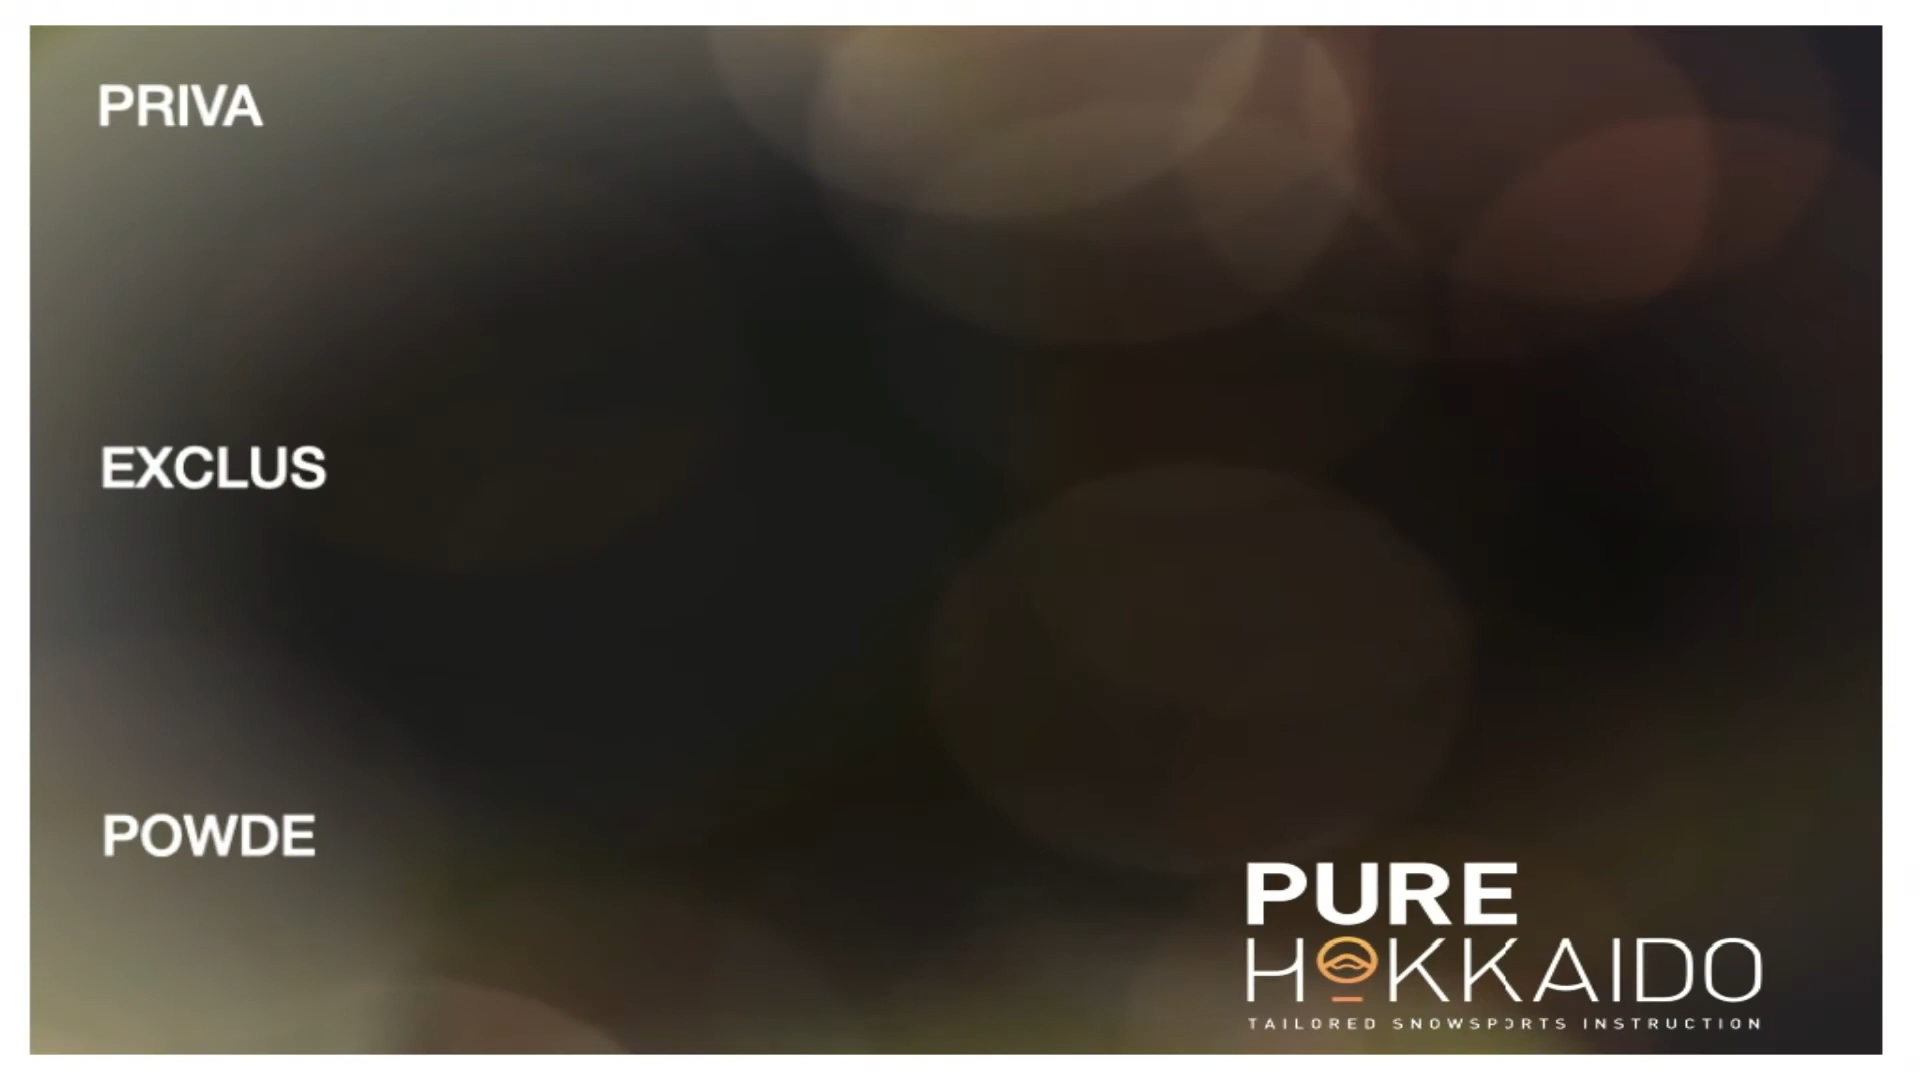 PRIVA
EXCLUS
POWDE
PURE
HOKKAIDO
TAILORED SNOWSPORTS INSTRUCTION